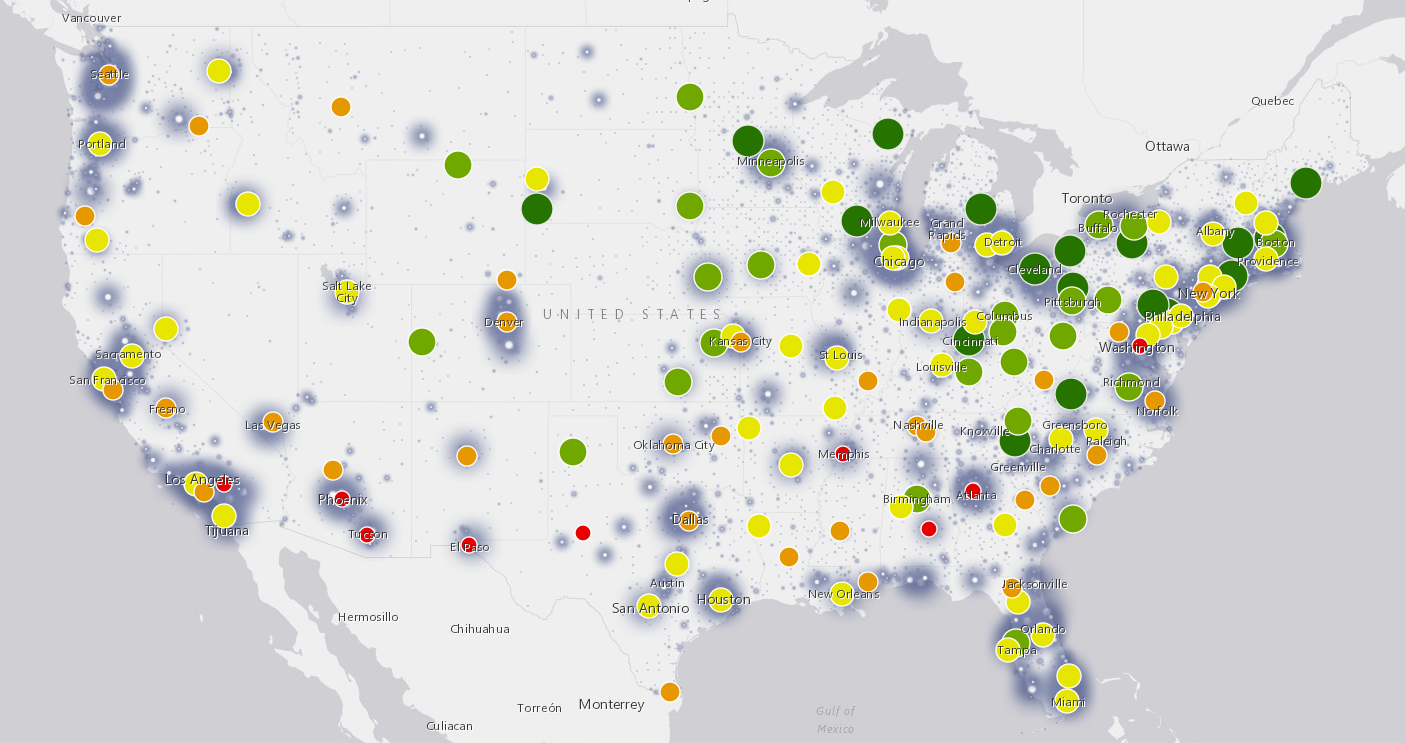 Vancouver
Seattle
Quebec
Portland
Ottawa
Minneapolis
Toronto
Rochester
Buffalo
Milwaukee
Grand
Rapids
Detroit
Albany
Boston
Chicago
Cleveland
Providence
Salt Lake
City
Pittsburgh
New York
Denver
UNITED STATES
Indianapolis
Columbus
Philadelphia
Kansas City
Cincinnati
Washington
Sacramento
St Louis
Louisville
San Francisco
Richmond
Fresno
Norfolk
Las Vegas
Nashville
Knoxville
Greensboro
Oklahoma City
Raleigh
Memphis
Charlotte
Greenville
Los Angeles
Phoenix
Birmingham
Atlanta
Tijuana
Tucson
Dallas
El Paso
Austin
Jacksonville
San Antonio
Houston
New Orleans
Hermosillo
Chihuahua
Orlando
Tampa
Torreón
Monterrey
Miami
Culiacan
Gulf of
Mexico